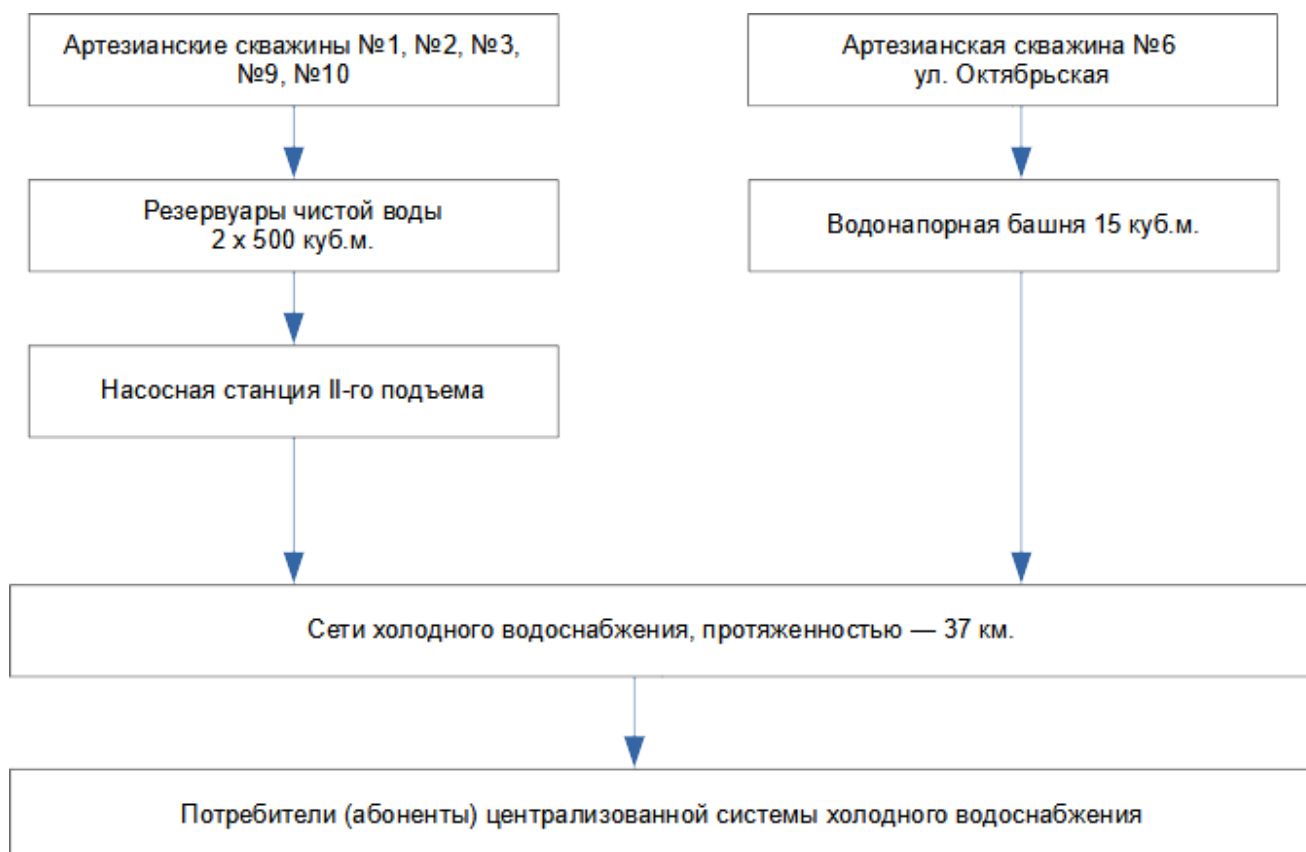 Артезианские скважины №1, №2, №3,
№9, №10
Артезианская скважина №6
ул. Октябрьская
Резервуары чистой воды
2 х 500 куб.м.
Водонапорная башня 15 куб.м.
Насосная станция II-го подъема
Сети холодного водоснабжения, протяженностью — 37 км.
Потребители (абоненты) централизованной системы холодного водоснабжения